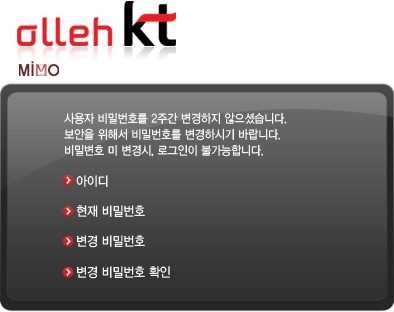 olleh kt
MIMO
사용자 비밀번호를 2주간 변경하지 않으셨습니다.
보안을 위해서 비밀번호를 변경하시기 바랍니다.
비밀변호 미 변경시, 로그인이 불가능합니다.
아이디
현재 비밀번호
변경 비밀번호
변경 비밀번호 확인